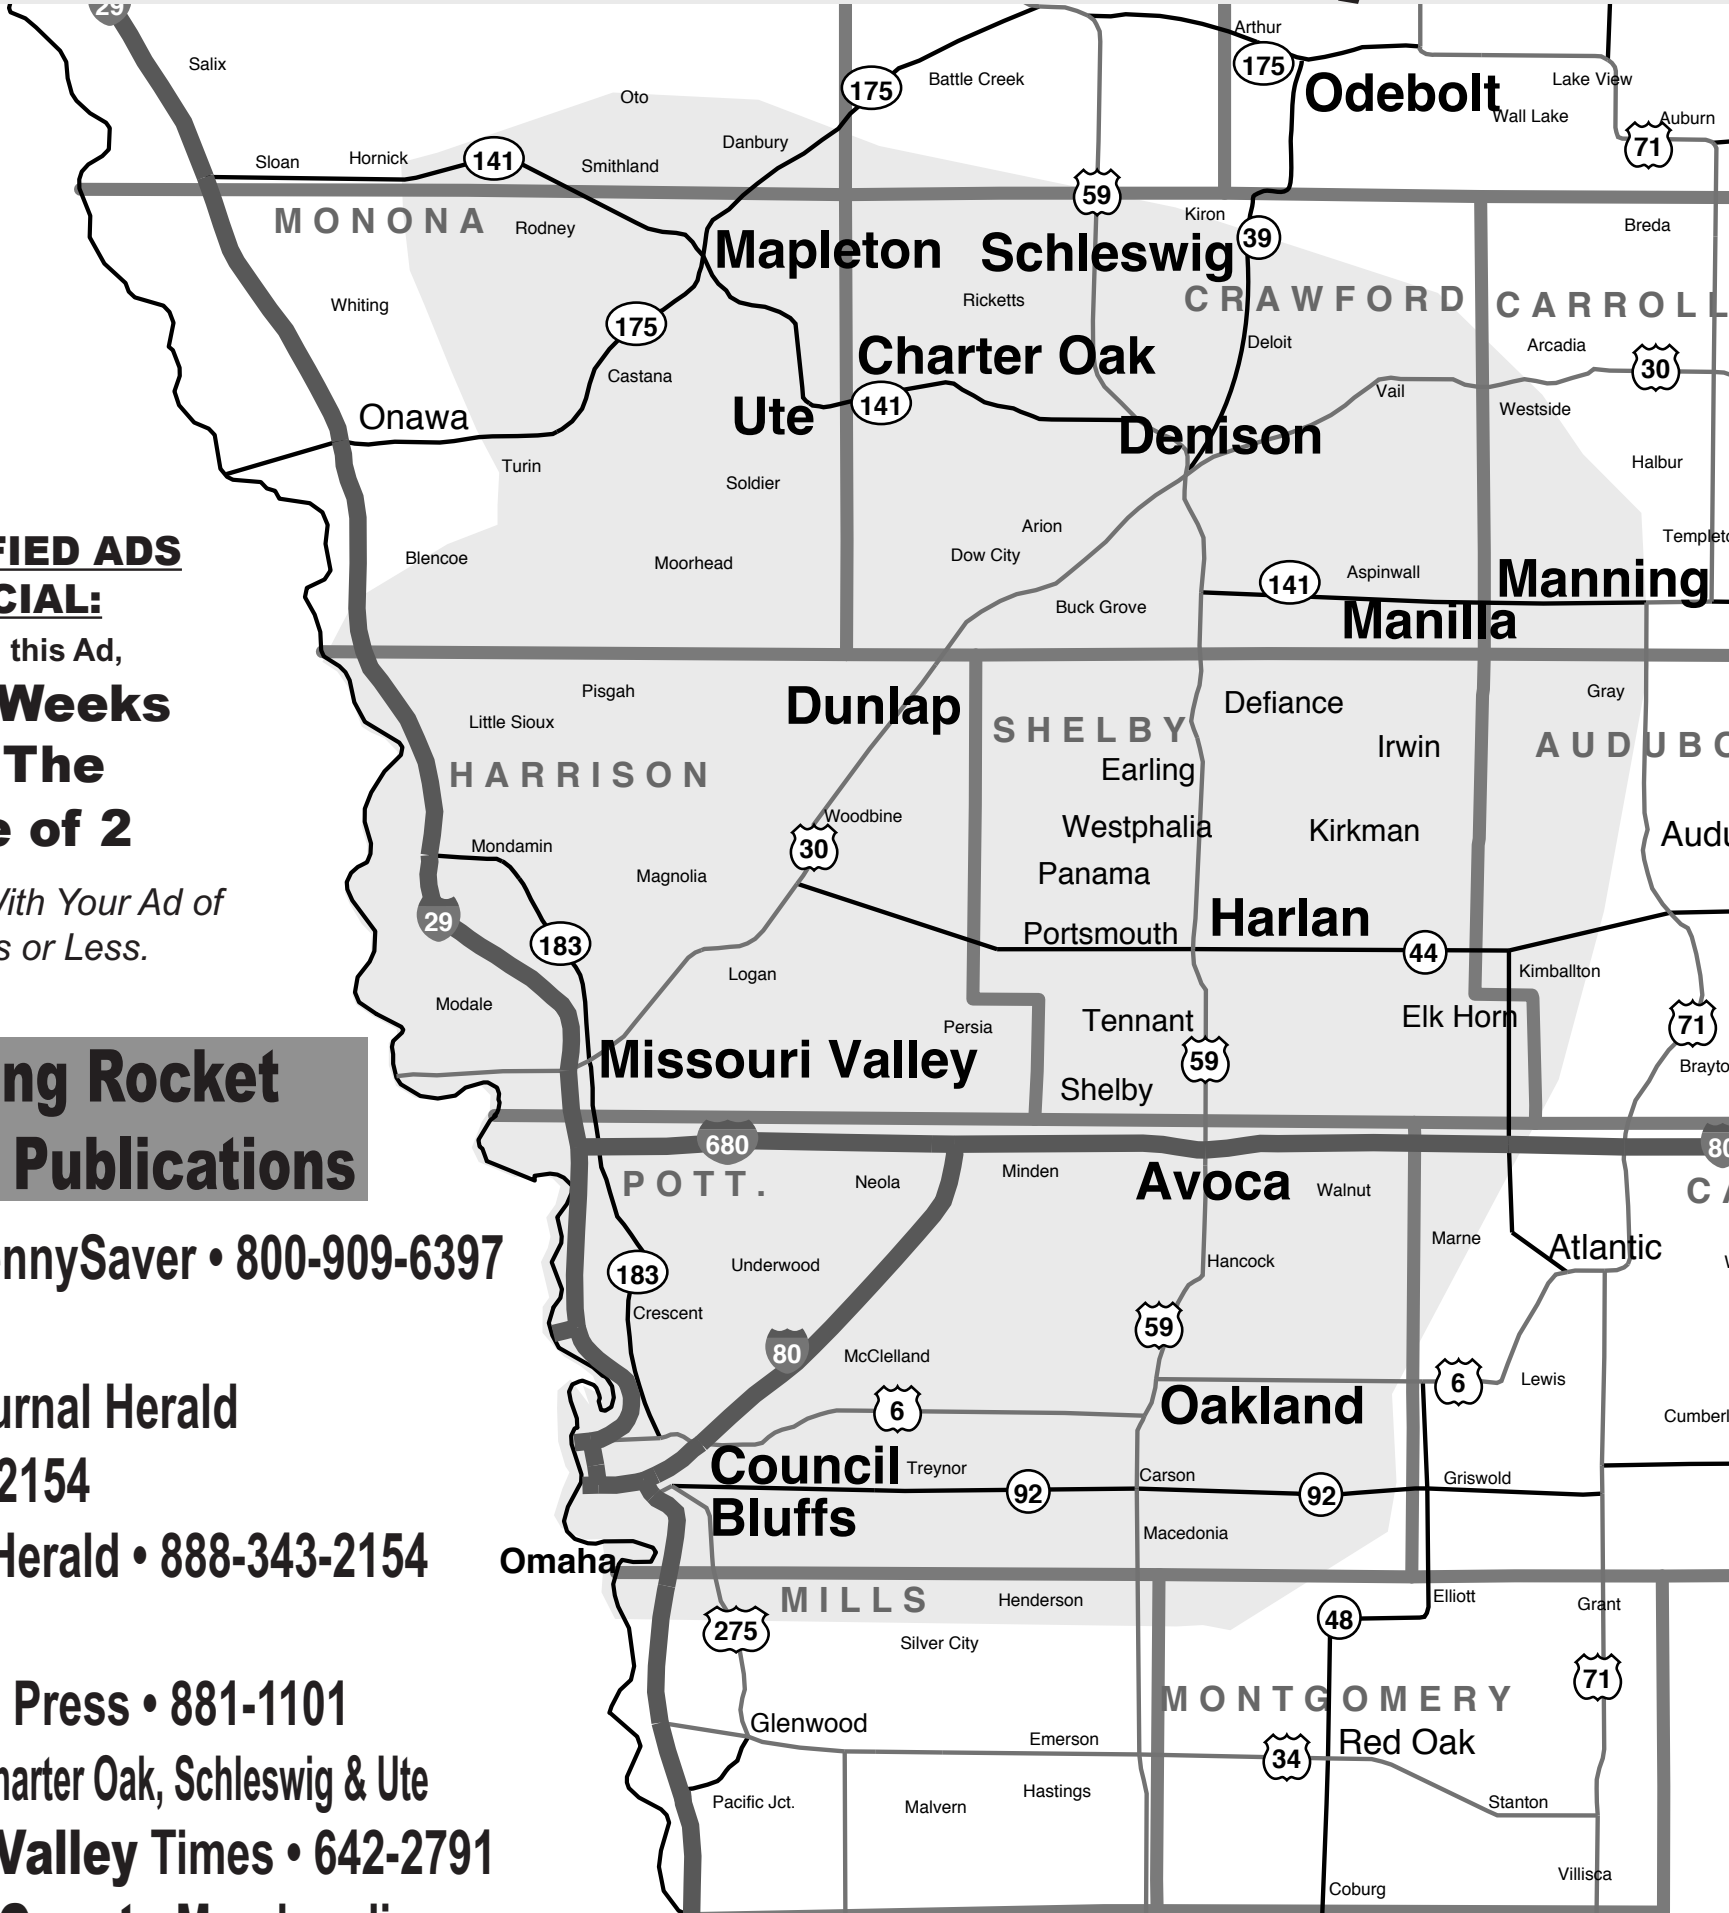 29
Salix
Arthur
175
175
Battle Creek
Odebolt
Lake View
Oto
Wall Lake
Auburn
71
Danbury
141
Sloan
Hornick
Smithland
59
MONONA
Rodney
Kiron
39
Breda
Mapleton
Schleswig
Whiting
Ricketts
CRAWFORD
CARROLL
175
Deloit
Arcadia
30
Charter Oak
Castana
Vail
Westside
Onawa
Ute
141
Denison
Turin
Soldier
Halbur
Arion
Templeto
FIED ADS
Blencoe
Moorhead
Dow City
141
Aspinwall
Manning
CIAL:
Buck Grove
Manilla
this Ad,
Weeks
Pisgah
Little Sioux
Dunlap
SHELBY
Defiance
Gray
The
HARRISON
Earling
Irwin
AUDUBO
e of 2
Mondamin
Woodbine
30
Westphalia
Kirkman
Audu
Magnolia
Panama
With Your Ad of
29
183
Portsmouth
Harlan
44
s or Less.
Logan
Kimballton
Modale
Persia
Tennant
Elk Horn
71
ng Rocket
Missouri Valley
59
Shelby
Brayto
Publications
680
80
POTT.
Neola
Minden
Avoca
Walnut
CA
nnySaver • 800-909-6397
183
Underwood
Hancock
Marne
Atlantic
Crescent
59
80
McClelland
urnal Herald
6
Oakland
6
Lewis
Cumberl
2154
Council
Bluffs
Treynor
92
Carson
92
Griswold
Herald • 888-343-2154
Omaha
Macedonia
MILLS
Henderson
48
Elliott
Grant
275
Silver City
71
Press • 881-1101
MONTGOMERY
Glenwood
Emerson
34
Red Oak
harter Oak, Schleswig & Ute
Pacific Jct.
Malvern
Hastings
Stanton
Valley Times • 642-2791
Villisca
Coburg